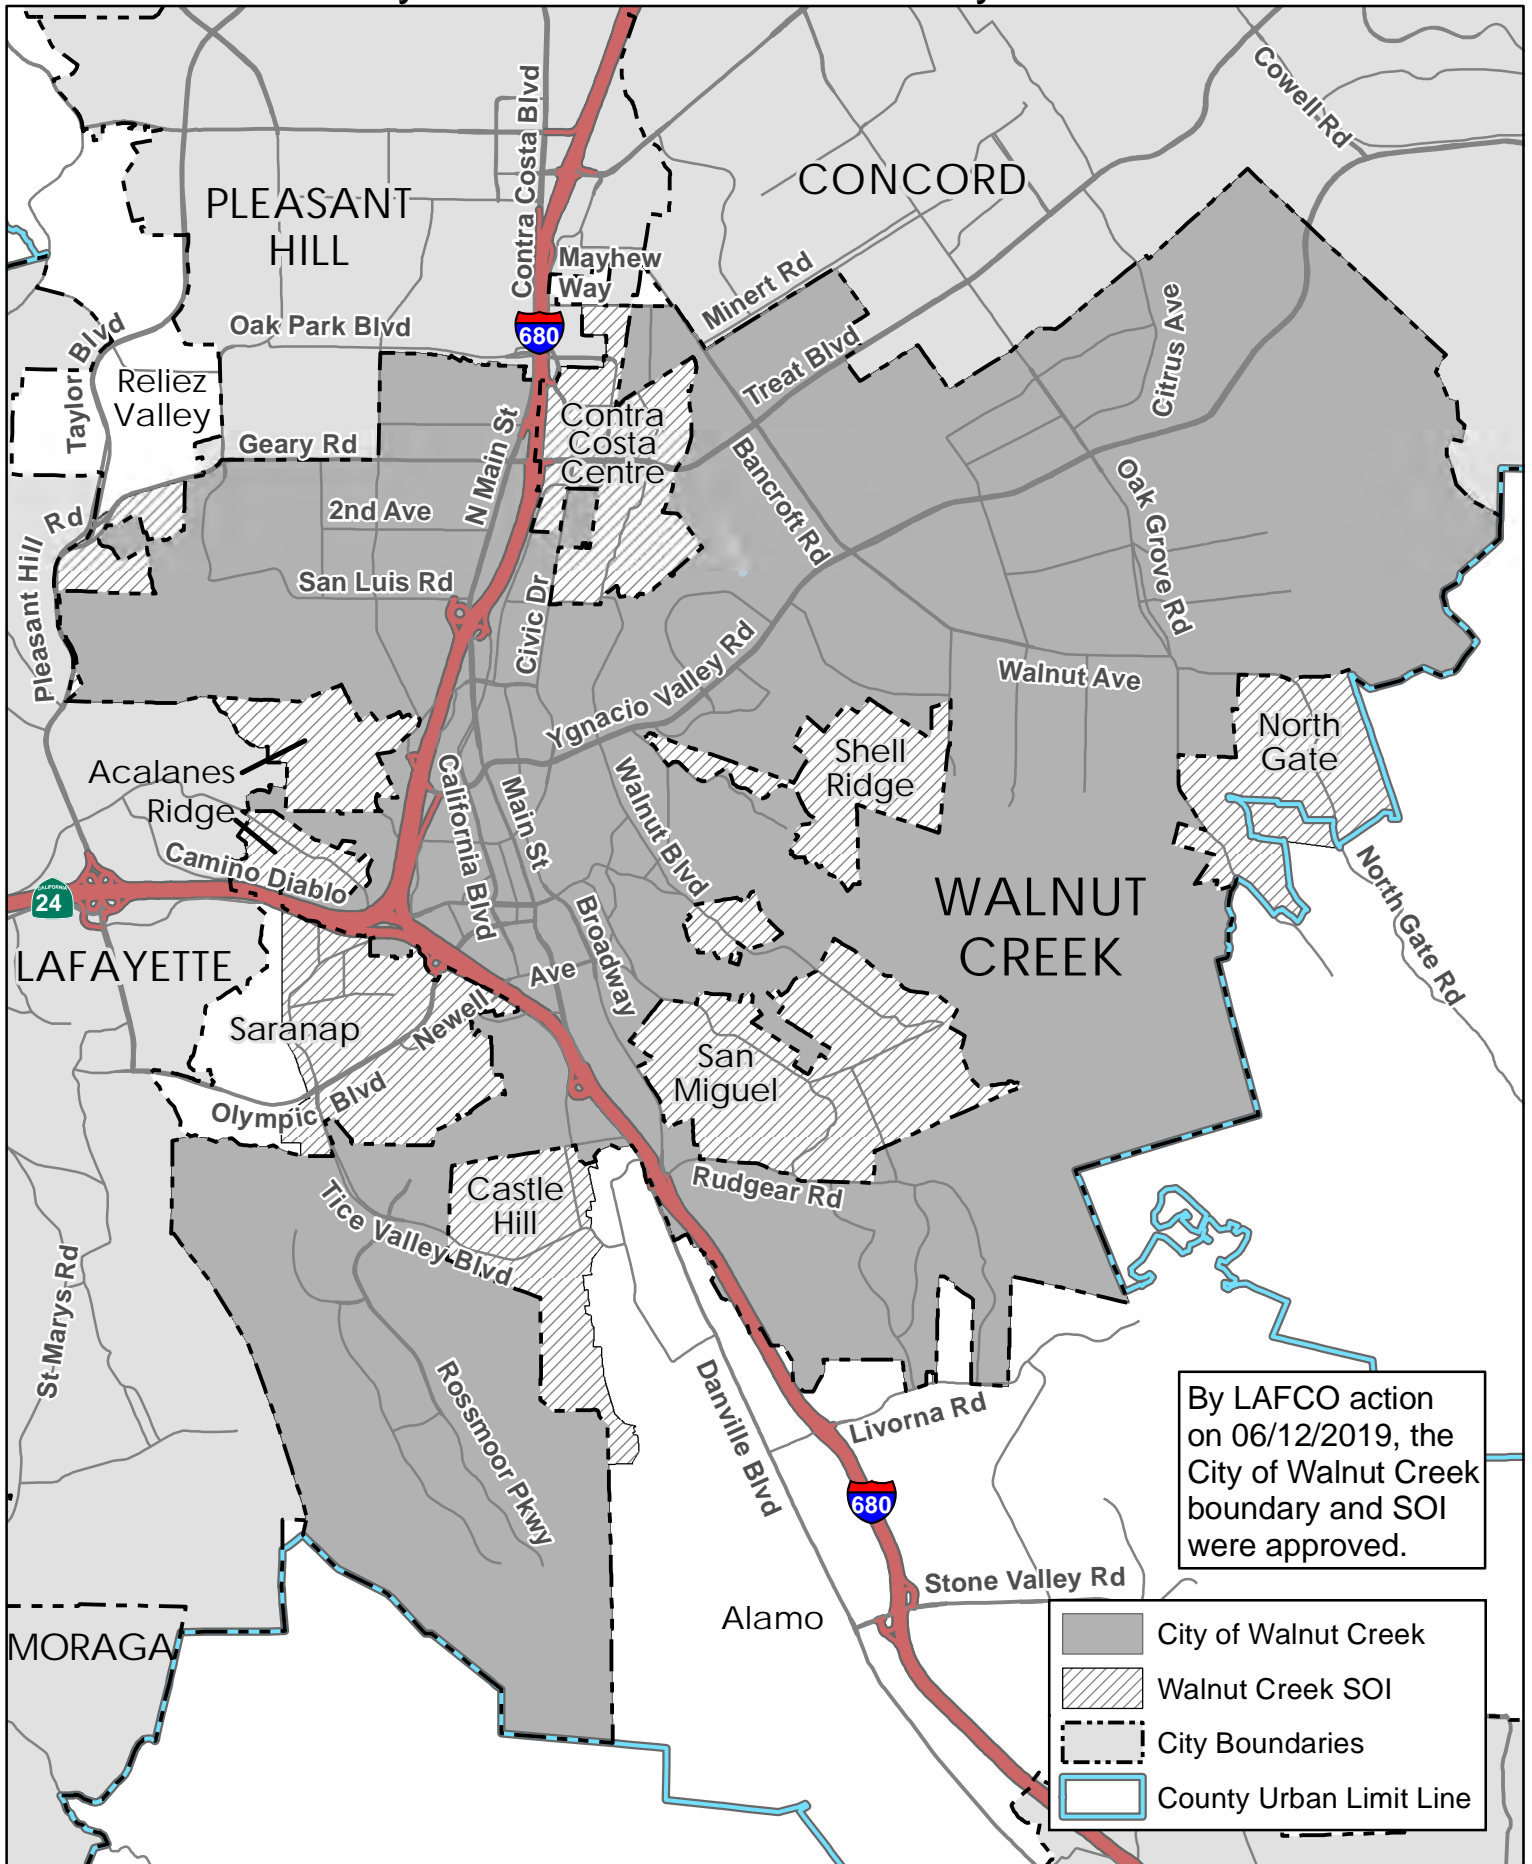 Contra Costa Blvd
Cowell Rd
CONCORD
PLEASANT
HILL
Mayhew
Way
Minert Rd
Citrus Ave
680
Oak Park Blvd
Taylor Blvd
Reliez
Valley
Treat Blvd
Contra
Costa
Centre
N Main St
Geary Rd
Bancroft Rd
Oak Grove Rd
2nd Ave
Pleasant Hill Rd
San Luis Rd
Civic Dr
Walnut Ave
Ygnacio Valley Rd
North
Gate
Shell
Ridge
Acalanes
Ridge
California Blvd
Main St
Walnut Blvd
Camino Diablo
CALIFORNIA
24
WALNUT
CREEK
North Gate Rd
Broadway
LAFAYETTE
Newell Ave
Saranap
San
Miguel
Olympic Blvd
Rudgear Rd
Castle
Hill
Tice Valley Blvd
St Marys Rd
Rossmoor Pkwy
Danville Blvd
Livorna Rd
680
By LAFCO action
on 06/12/2019, the
City of Walnut Creek
boundary and SOI
were approved.
Stone Valley Rd
Alamo
MORAGA
City of Walnut Creek
Walnut Creek SOI
City Boundaries
County Urban Limit Line